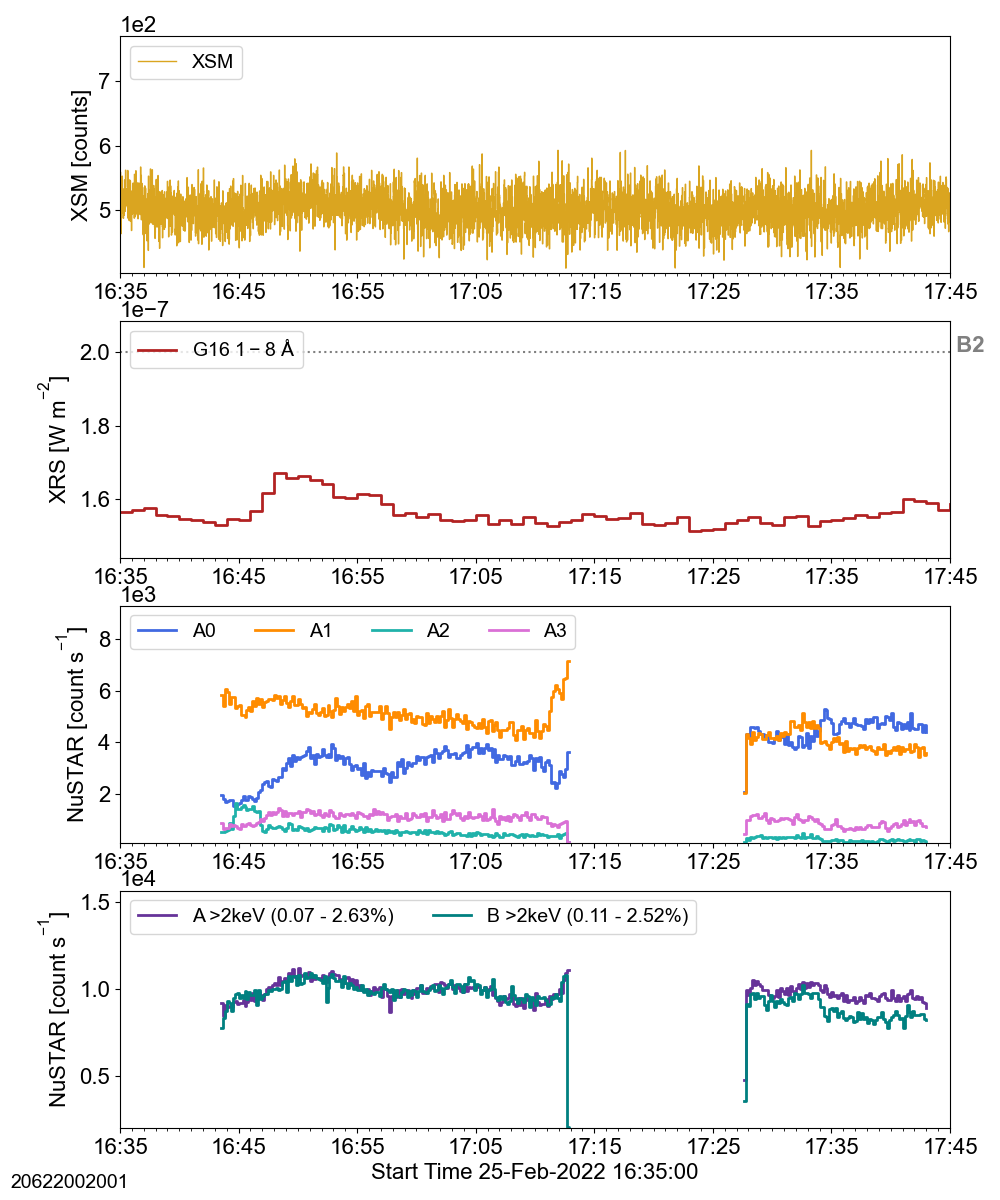 1e2
XSM
XSM [counts]
7
6
5
16:35 16:45 16:55 17:05 17:15 17:25 17:35 17:45
1e−7
G16 1 − 8 Å
B2
XRS [W m⁻²]
2.0
1.8
1.6
16:35 16:45 16:55 17:05 17:15 17:25 17:35 17:45
1e3
A0 A1 A2 A3
NuSTAR [count s⁻¹]
8
6
4
2
16:35 16:45 16:55 17:05 17:15 17:25 17:35 17:45
1e4
A >2keV (0.07 - 2.63%) B >2keV (0.11 - 2.52%)
NuSTAR [count s⁻¹]
1.5
1.0
0.5
16:35 16:45 16:55 17:05 17:15 17:25 17:35 17:45
Start Time 25-Feb-2022 16:35:00
20622002001